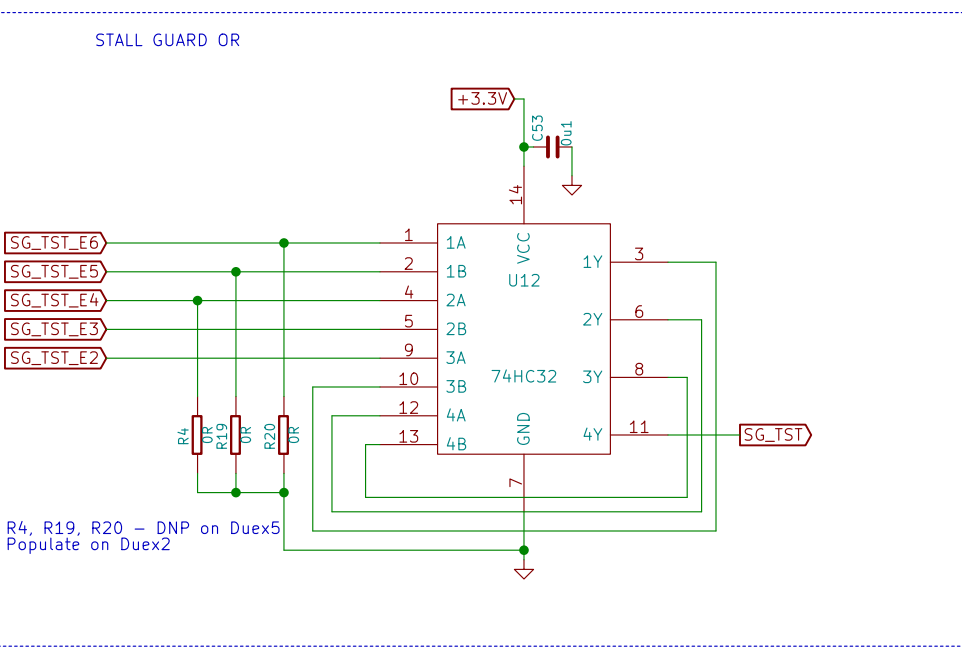 STALL GUARD OR
+3.3V
C53
0u1
14
SG_TST_E6
1
1A
VCC
1Y
3
SG_TST_E5
2
1B
U12
SG_TST_E4
4
2A
2Y
6
SG_TST_E3
5
2B
SG_TST_E2
9
3A
74HC32
3Y
8
10
3B
12
4A
GND
R4
0R
R19
0R
R20
0R
13
4B
4Y
11
SG_TST
7
R4, R19, R20 – DNP on Duex5
Populate on Duex2